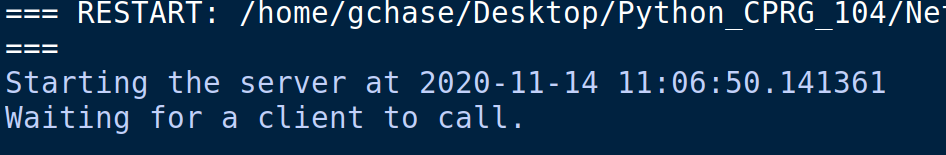 === RESTART: /home/gchase/Desktop/Python_CPRG_104/Net
===
Starting the server at 2020-11-14 11:06:50.141361
Waiting for a client to call.